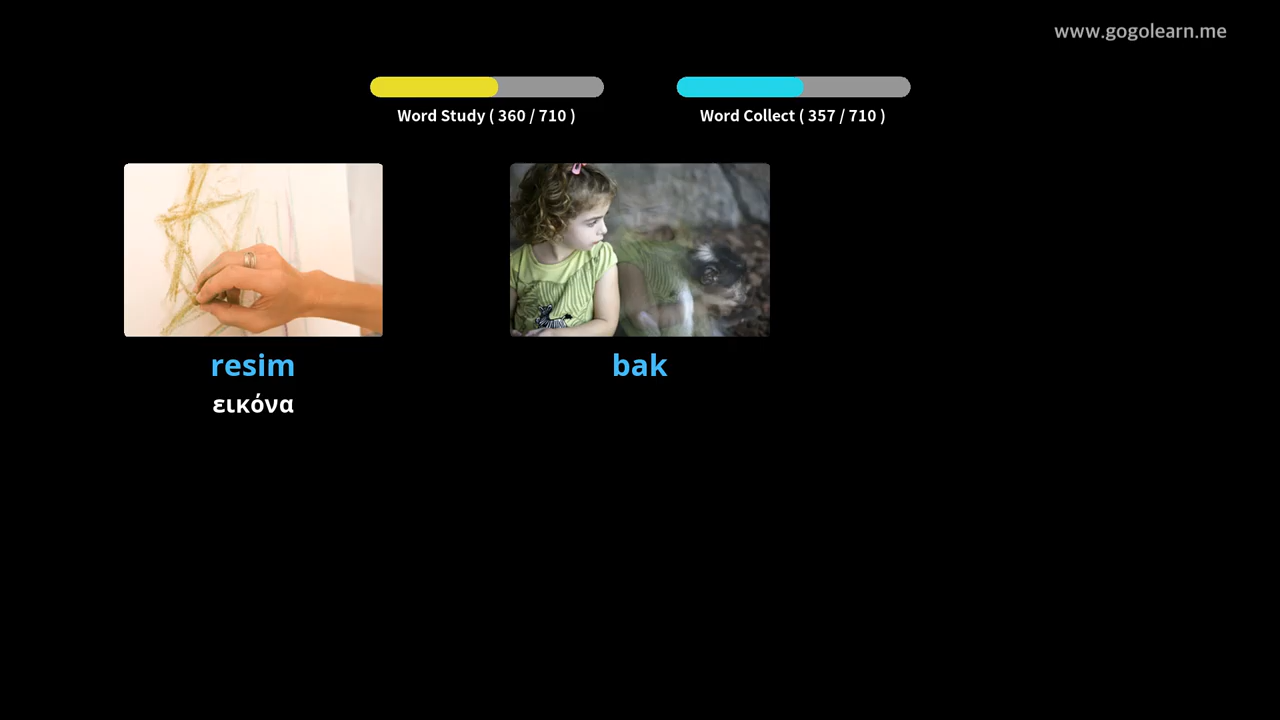 www.gogolearn.me
Word Study ( 360 / 710 )
Word Collect ( 357 / 710 )
resim
εικόνα
bak